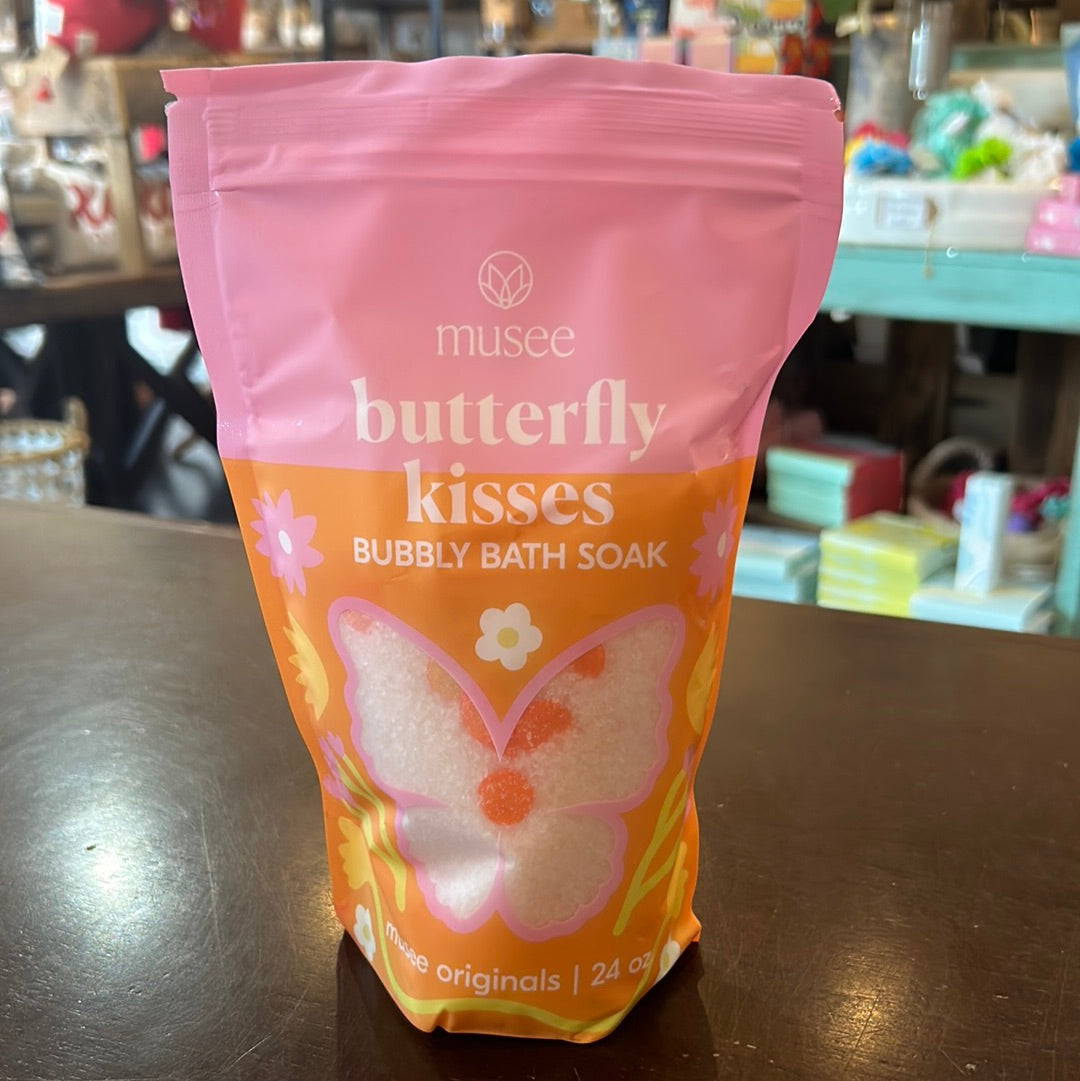 musee
butterfly
kisses
BUBBLY BATH SOAK
musee originals | 24 oz